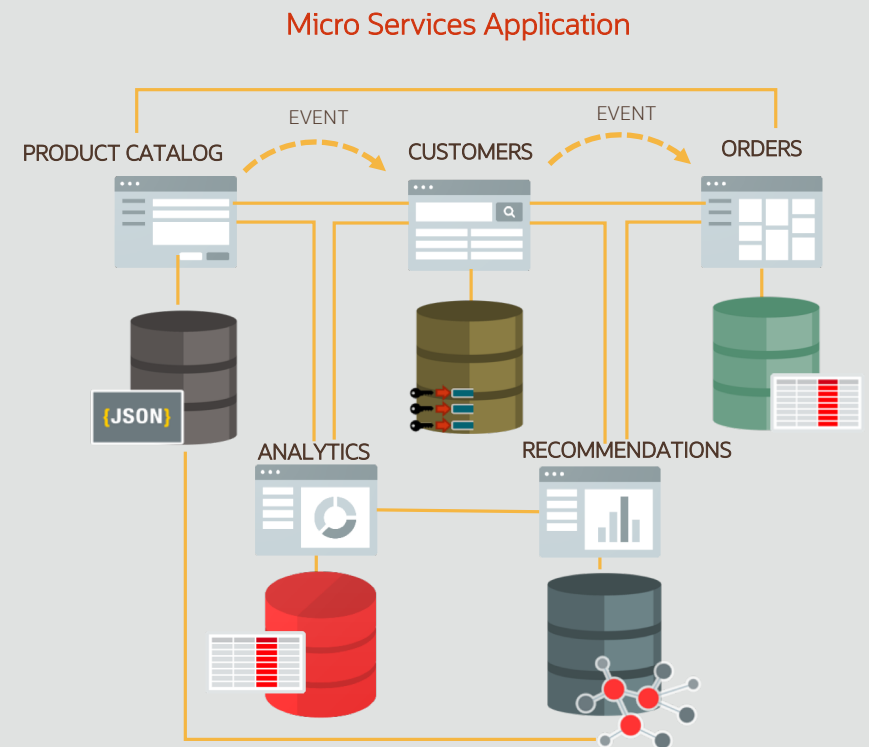 Micro Services Application
EVENT
EVENT
PRODUCT CATALOG
CUSTOMERS
ORDERS
{JSON}
ANALYTICS
RECOMMENDATIONS